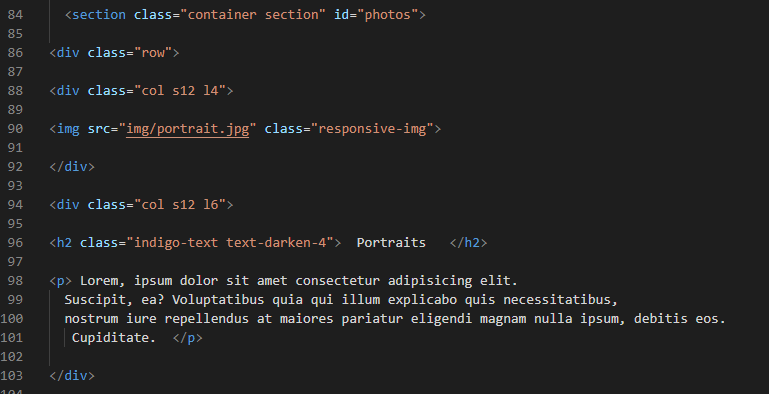 84 <section class="container section" id="photos">
85
86 <div class="row">
87
88 <div class="col s12 l4">
89
90 <img src="img/portrait.jpg" class="responsive-img">
91
92 </div>
93
94 <div class="col s12 l6">
95
96 <h2 class="indigo-text text-darken-4">  Portraits   </h2>
97
98 <p> Lorem, ipsum dolor sit amet consectetur adipisicing elit.
99 Suscipit, ea? Voluptatibus quia qui illum explicabo quis necessitatibus,
100 nostrum iure repellendus at maiores pariatur eligendi magnam nulla ipsum, debitis eos.
101 Cupiditate.  </p>
102
103 </div>
104